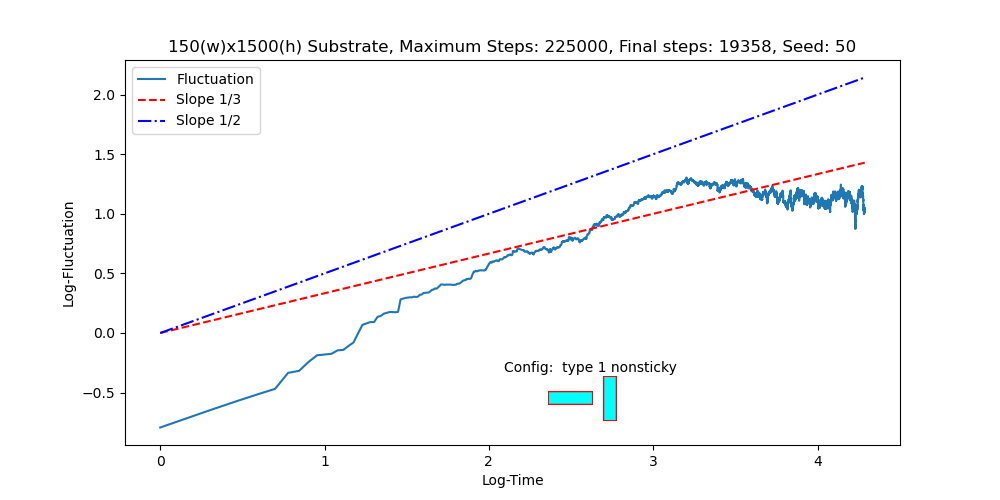 150(w)x1500(h) Substrate, Maximum Steps: 225000, Final steps: 19358, Seed: 50
Fluctuation
Slope 1/3
Slope 1/2
2.0
1.5
1.0
0.5
0.0
−0.5
Log-Fluctuation
Config:  type 1 nonsticky
0 1 2 3 4
Log-Time